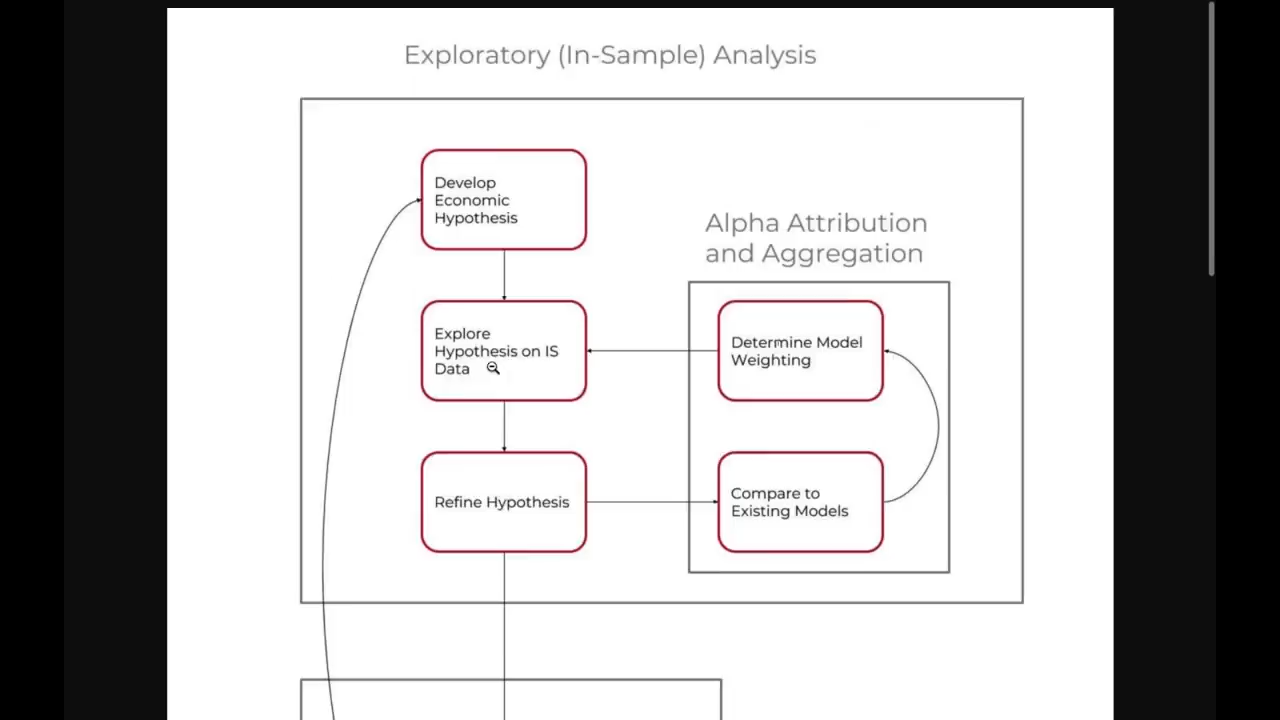 Exploratory (In-Sample) Analysis
Develop
Economic
Hypothesis
Alpha Attribution
and Aggregation
Explore
Hypothesis on IS
Data
Determine Model
Weighting
Refine Hypothesis
Compare to
Existing Models